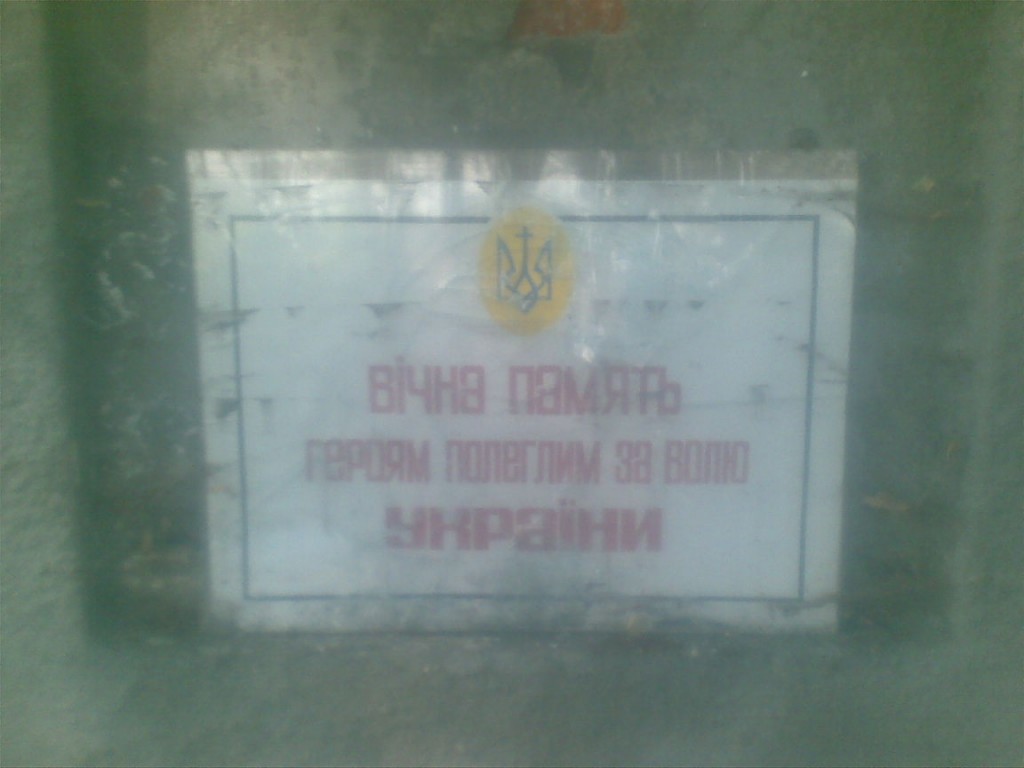 вічна память
героям полеглим за волю
україни